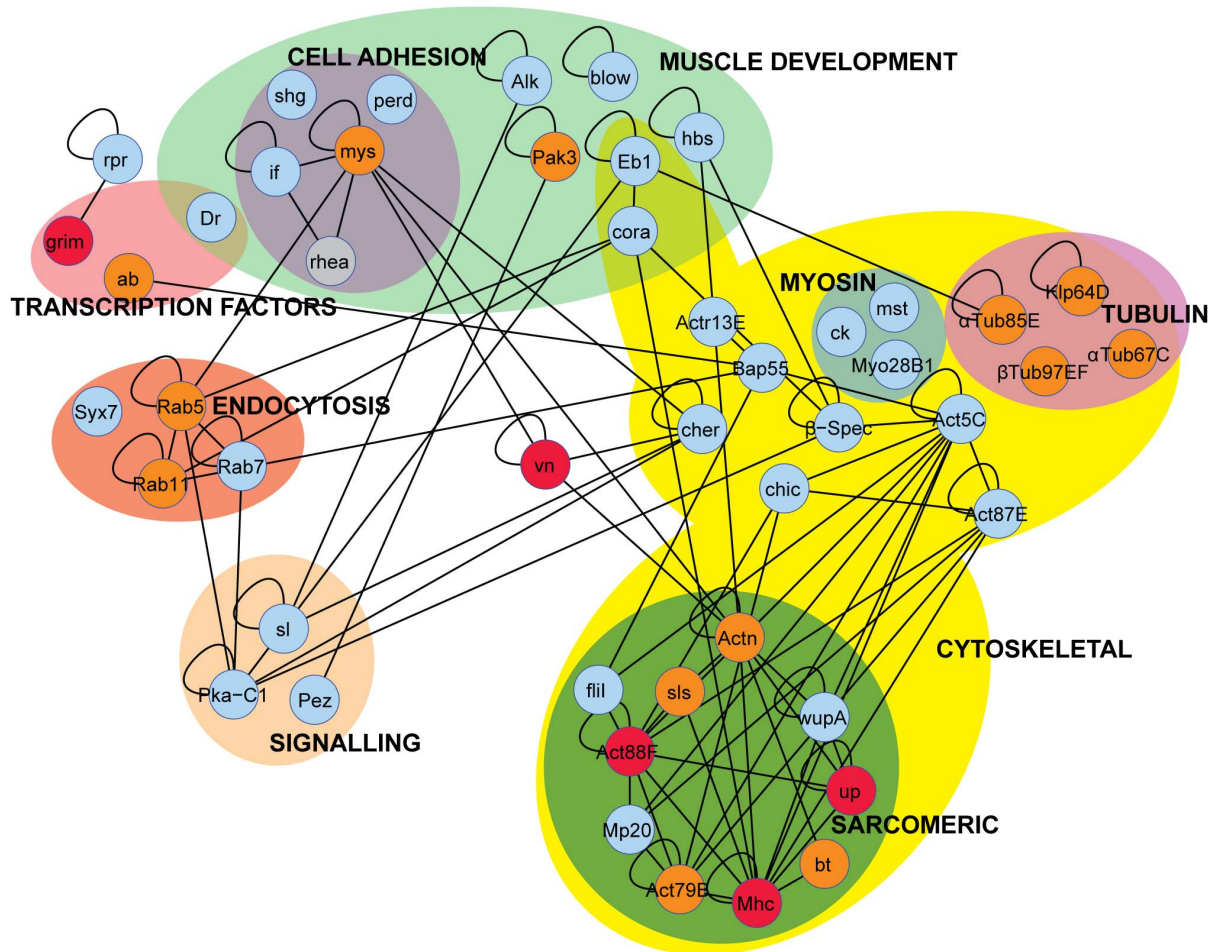 CELL ADHESION
MUSCLE DEVELOPMENT
Alk
blow
shg
perd
hbs
rpr
if
mys
Pak3
Eb1
Dr
grim
cora
rhea
ab
TRANSCRIPTION FACTORS
MYOSIN
Klp64D
mst
αTub85E
TUBULIN
Actr13E
ck
αTub67C
Bap55
Myo28B1
βTub97EF
Syx7
Rab5
ENDOCYTOSIS
cher
β−Spec
Act5C
Rab7
vn
Rab11
chic
Act87E
sl
Actn
CYTOSKELETAL
Pka−C1
Pez
fliI
sls
wupA
SIGNALLING
Act88F
up
Mp20
SARCOMERIC
bt
Act79B
Mhc